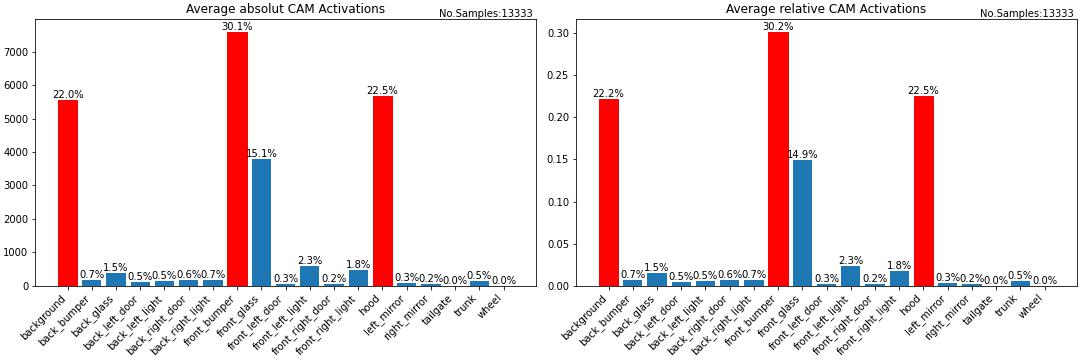 Average absolut CAM Activations
No.Samples:13333
7000
6000
5000
4000
3000
2000
1000
0
22.0%
0.7%
1.5%
0.5%
0.5%
0.6%
0.7%
30.1%
15.1%
0.3%
2.3%
0.2%
1.8%
22.5%
0.3%
0.2%
0.0%
0.5%
0.0%
background
back_bumper
back_glass
back_left_door
back_left_light
back_right_door
back_right_light
front_bumper
front_glass
front_left_door
front_left_light
front_right_door
front_right_light
hood
left_mirror
right_mirror
tailgate
trunk
wheel
Average relative CAM Activations
No.Samples:13333
0.30
0.25
0.20
0.15
0.10
0.05
0.00
22.2%
0.7%
1.5%
0.5%
0.5%
0.6%
0.7%
30.2%
14.9%
0.3%
2.3%
0.2%
1.8%
22.5%
0.3%
0.2%
0.0%
0.5%
0.0%
background
back_bumper
back_glass
back_left_door
back_left_light
back_right_door
back_right_light
front_bumper
front_glass
front_left_door
front_left_light
front_right_door
front_right_light
hood
left_mirror
right_mirror
tailgate
trunk
wheel